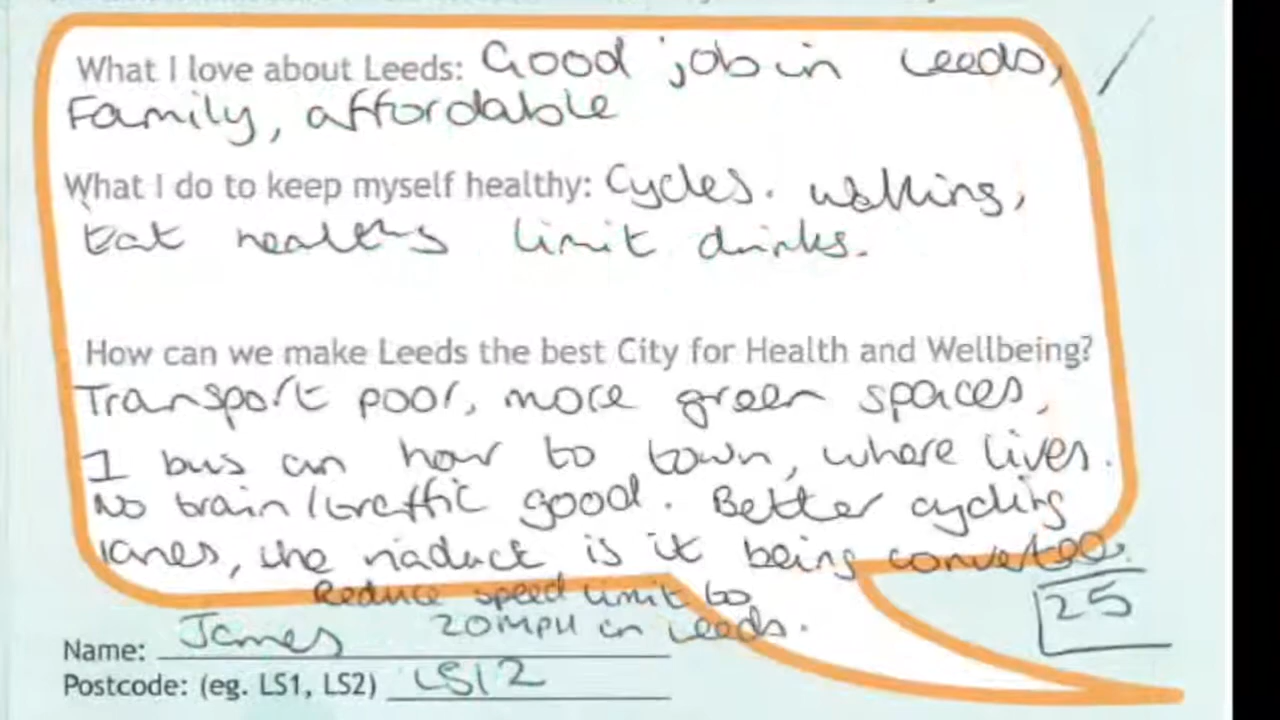 What I love about Leeds: Good job in Leeds,
Family, affordable
What I do to keep myself healthy: Cycles. walking,
Eat healthy limit drinks.
How can we make Leeds the best City for Health and Wellbeing?
Transport poor, more green spaces,
1 bus an hour to town, where lives.
No train/traffic good. Better cycling
lanes, the viaduct is it being converted.
Reduce speed limit to
20MPH in Leeds.
25
Name: James
Postcode: (eg. LS1, LS2) LS12